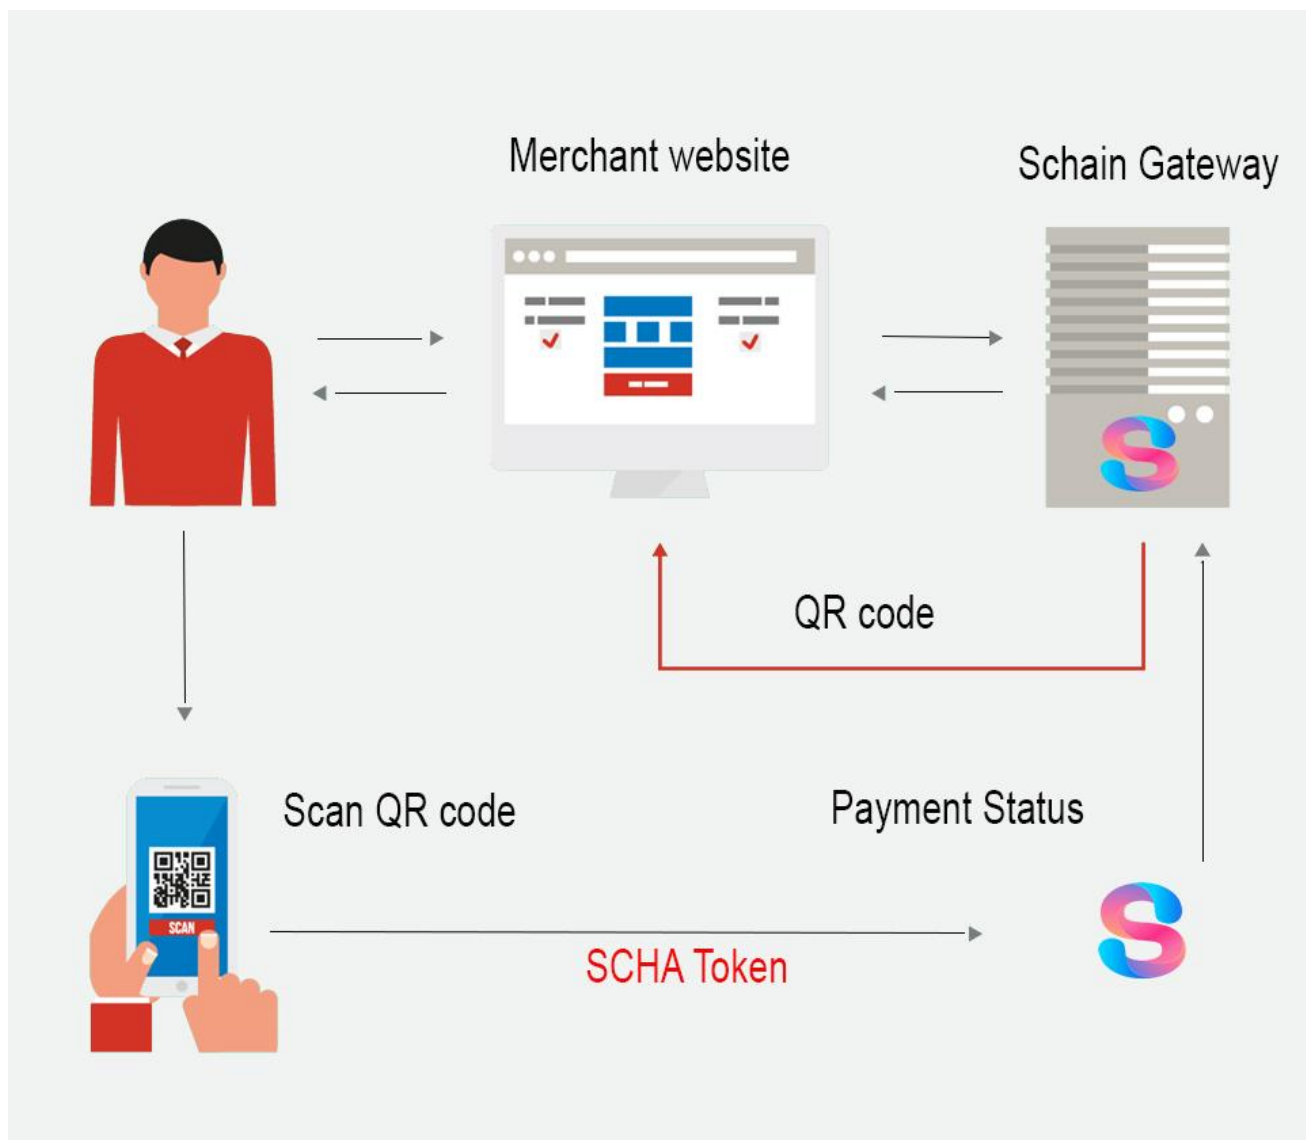 Merchant website
Schain Gateway
QR code
Scan QR code
Payment Status
SCAN
SCHA Token